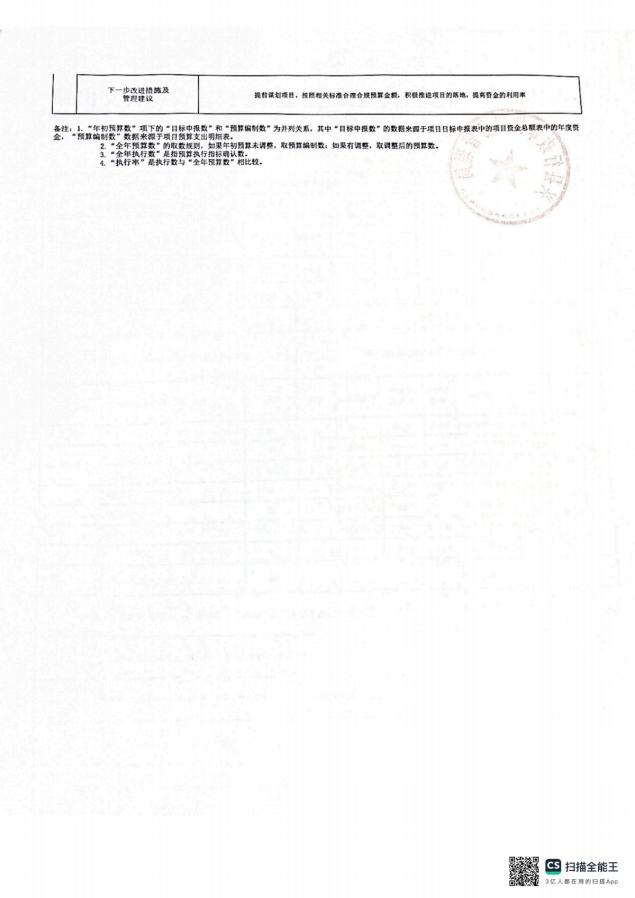 下一步改进措施及
管理建议
提前谋划项目，按照相关标准合理合规预算金额，积极推进项目的落地，提高资金的利用率
备注：1.“年初预算数”项下的“目标申报数”和“预算编制数”为并列关系，其中“目标申报数”的数据来源于项目目标申报表中的项目资金总额表中的年度资
金，“预算编制数”数据来源于项目预算支出明细表。
2.“全年预算数”的取数规则，如果年初预算未调整，取预算编制数；如果有调整，取调整后的预算数。
3.“全年执行数”是指预算执行指标确认数。
4.“执行率”是执行数与“全年预算数”相比较。
CS 扫描全能王
3亿人都在用的扫描App